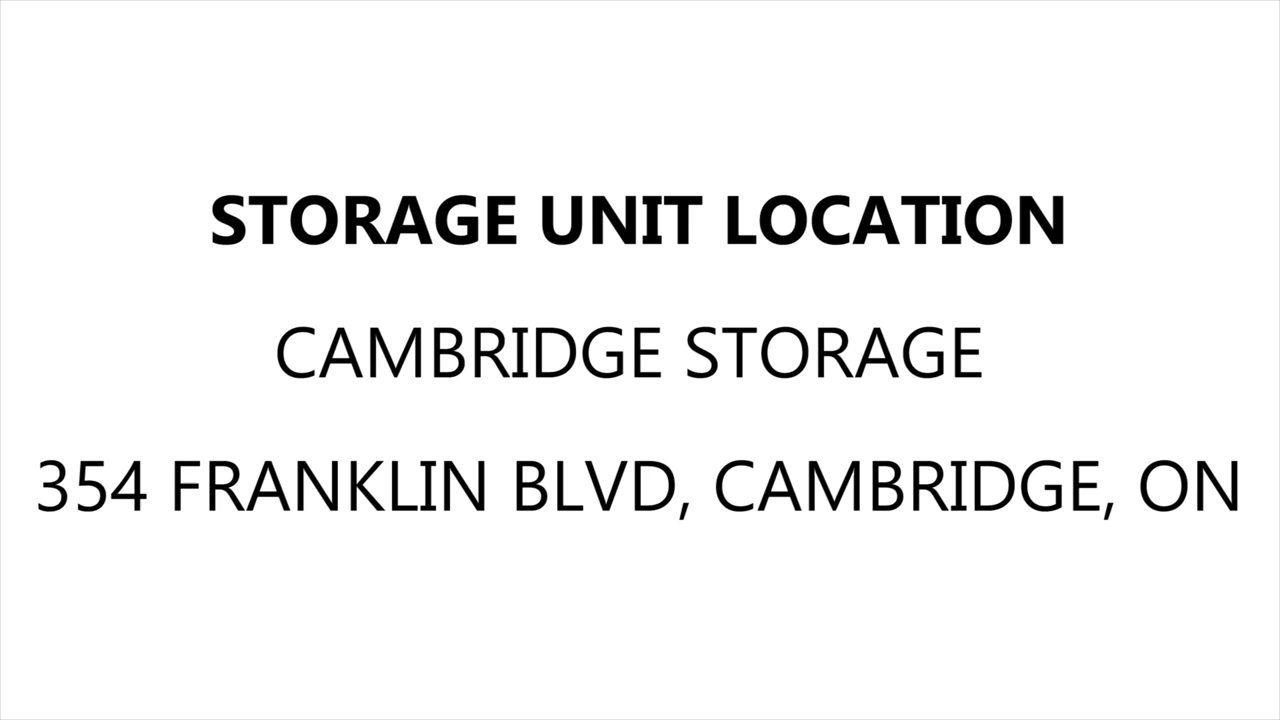 STORAGE UNIT LOCATION
CAMBRIDGE STORAGE
354 FRANKLIN BLVD, CAMBRIDGE, ON